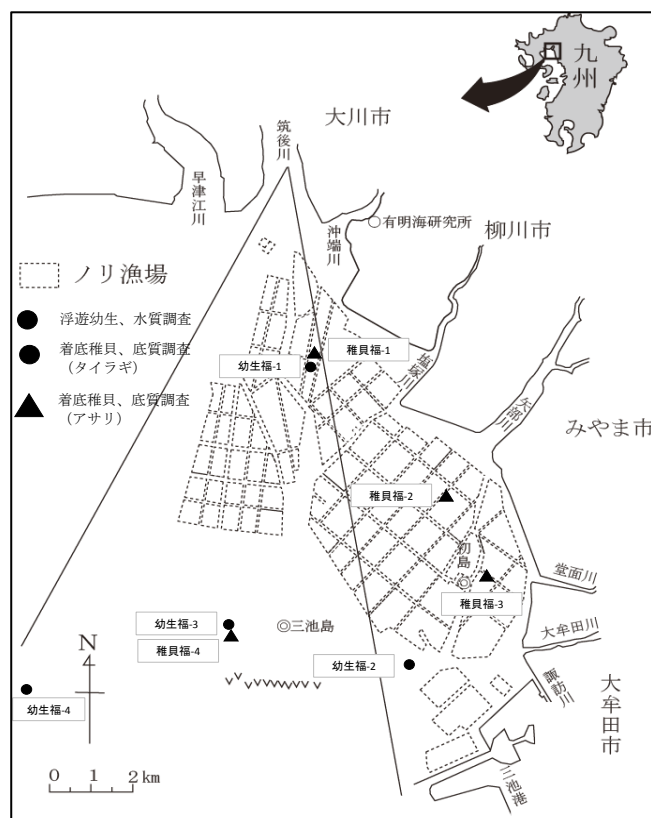 九州
大川市
筑後川
早津江川
沖端川
○有明海研究所
柳川市
ノリ漁場
浮遊幼生、水質調査
着底稚貝、底質調査
（タイラギ）
着底稚貝、底質調査
（アサリ）
幼生福-1
稚貝福-1
塩塚川
矢部川
みやま市
稚貝福-2
初島
稚貝福-3
堂面川
大牟田川
幼生福-3
◎三池島
稚貝福-4
幼生福-2
諏訪川
大牟田市
N
幼生福-4
三池港
0 1 2 km